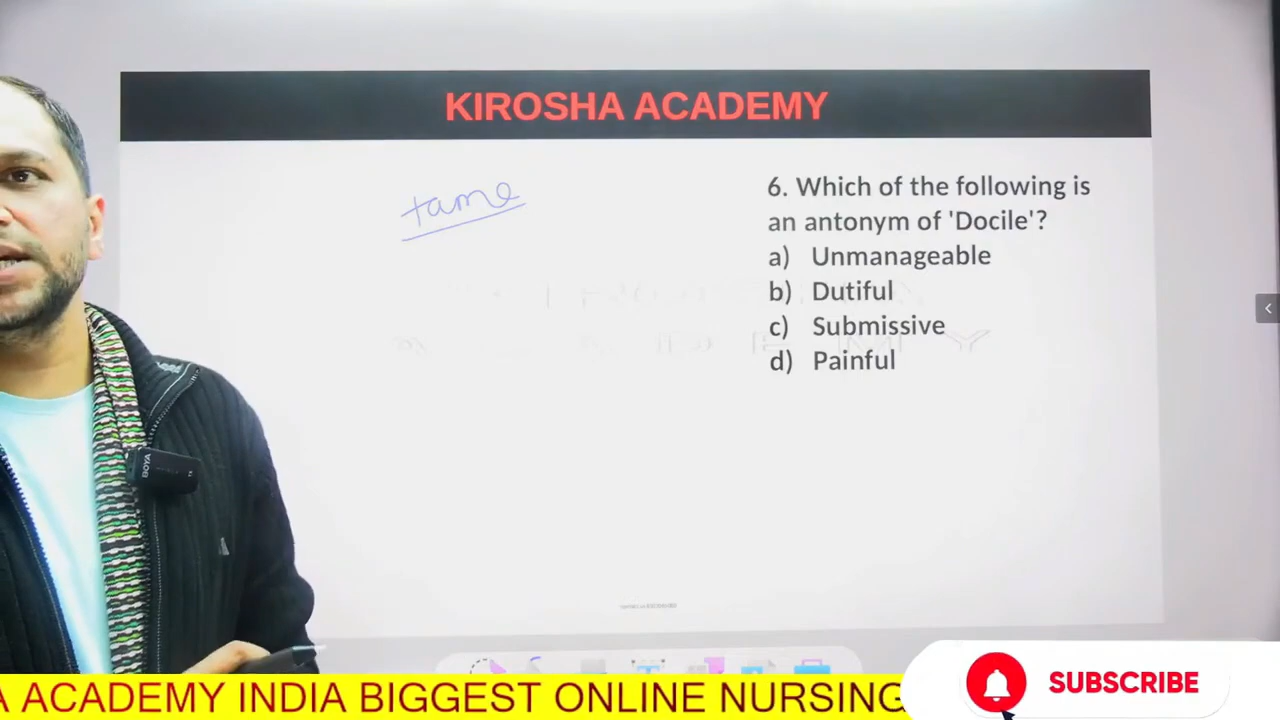 KIROSHA ACADEMY
tame
6. Which of the following is
an antonym of 'Docile'?
a) Unmanageable
b) Dutiful
c) Submissive
d) Painful
BOYA
A ACADEMY INDIA BIGGEST ONLINE NURSING
SUBSCRIBE